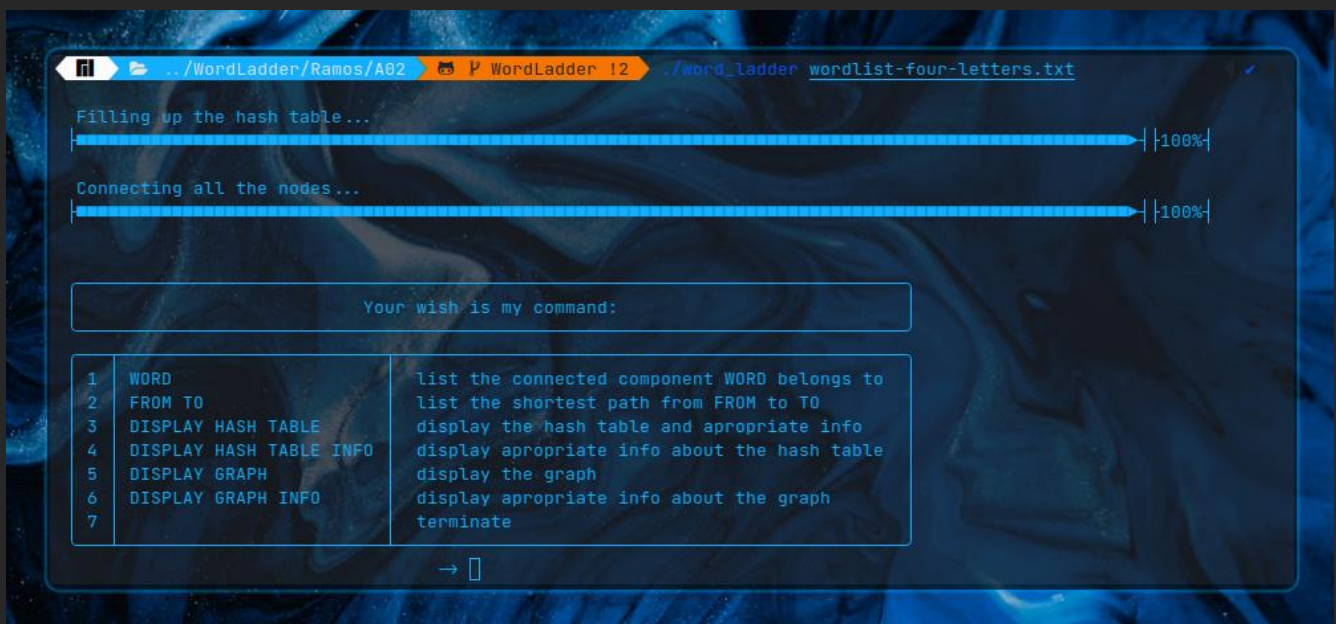 ../WordLadder/Ramos/A02 WordLadder !2 ./word_ladder wordlist-four-letters.txt
Filling up the hash table...
100%
Connecting all the nodes...
100%
Your wish is my command:
1 WORD list the connected component WORD belongs to
2 FROM TO list the shortest path from FROM to TO
3 DISPLAY HASH TABLE display the hash table and apropriate info
4 DISPLAY HASH TABLE INFO display apropriate info about the hash table
5 DISPLAY GRAPH display the graph
6 DISPLAY GRAPH INFO display apropriate info about the graph
7 terminate
→